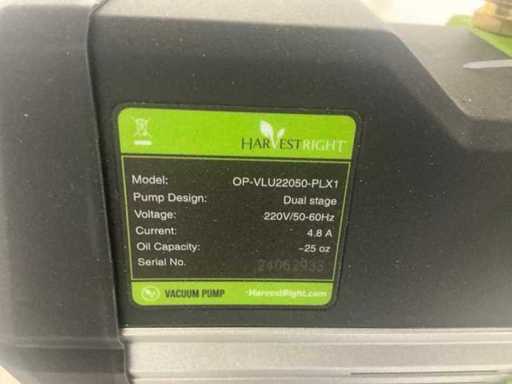 HARVESTRIGHT
Model: OP-VLU22050-PLX1
Pump Design: Dual stage
Voltage: 220V/50-60Hz
Current: 4.8 A
Oil Capacity: ~25 oz
Serial No. 24062933
VACUUM PUMP HarvestRight.com